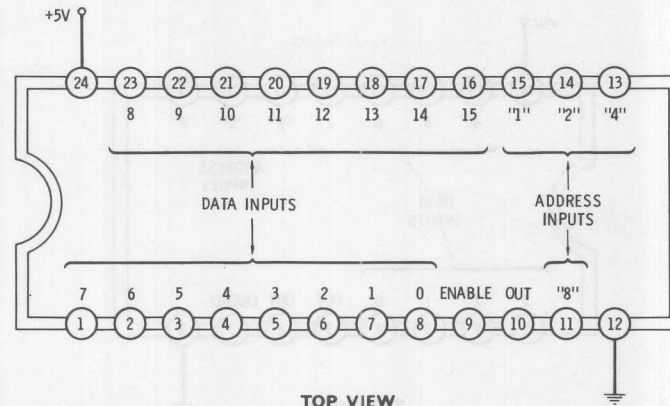 +5V
24 23 22 21 20 19 18 17 16 15 14 13
8 9 10 11 12 13 14 15 "1" "2" "4"
DATA INPUTS
ADDRESS
INPUTS
7 6 5 4 3 2 1 0 ENABLE OUT "8"
1 2 3 4 5 6 7 8 9 10 11 12
TOP VIEW